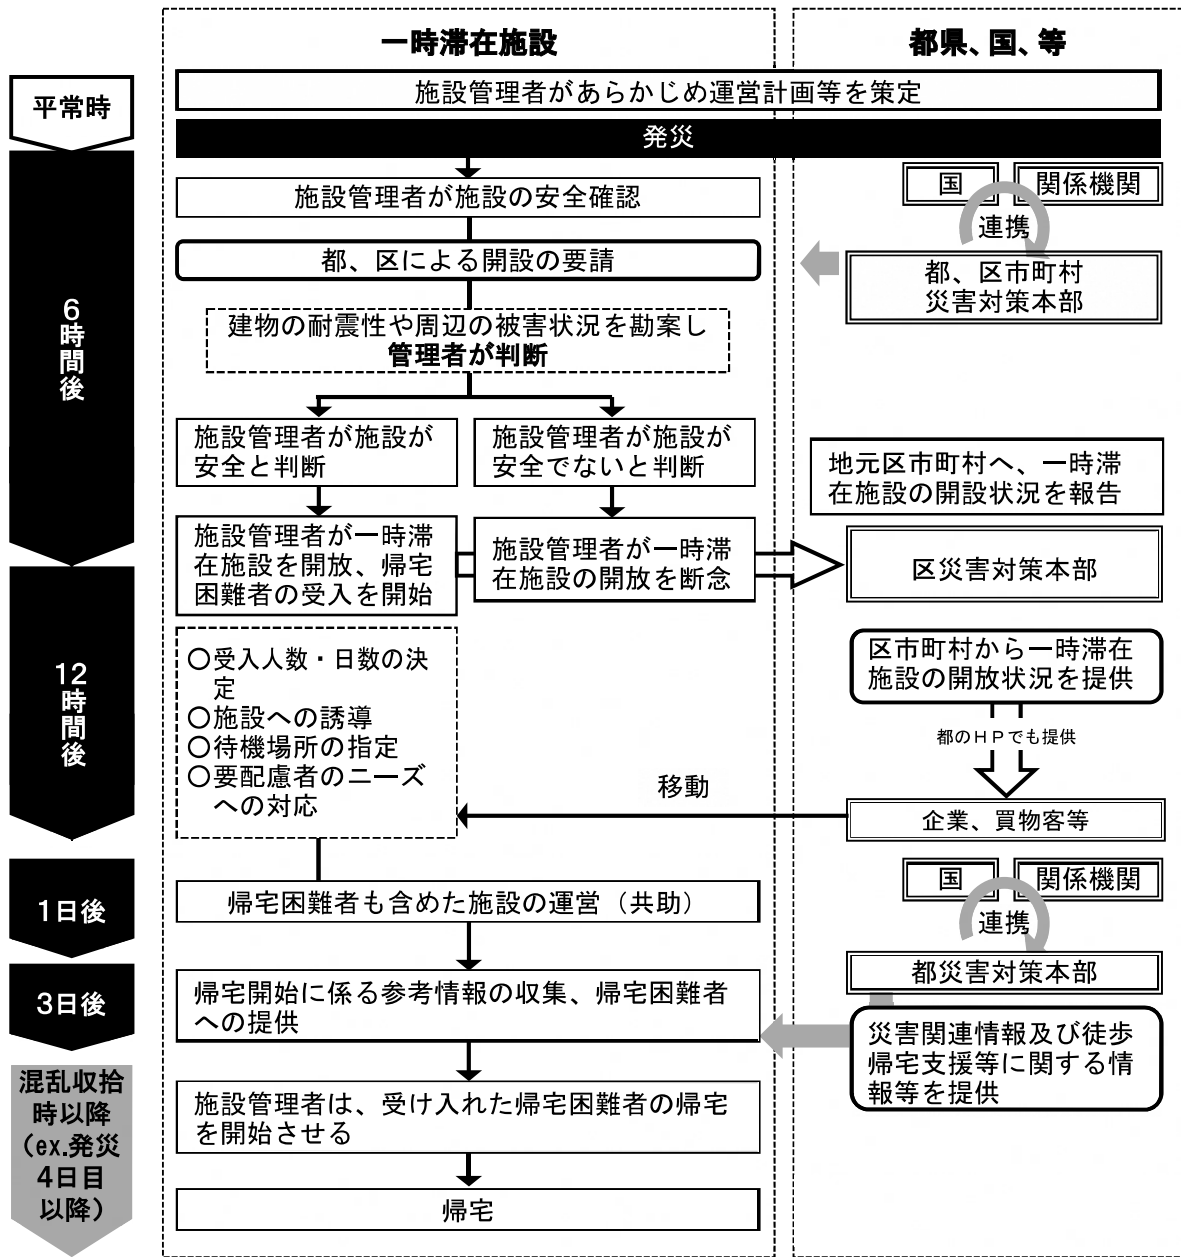 一時滞在施設
都県、国、等
平常時
施設管理者があらかじめ運営計画等を策定
発災
6
時
間
後
施設管理者が施設の安全確認
都、区による開設の要請
国
関係機関
連携
都、区市町村
災害対策本部
建物の耐震性や周辺の被害状況を勘案し
管理者が判断
施設管理者が施設が
安全と判断
施設管理者が施設が
安全でないと判断
地元区市町村へ、一時滞
在施設の開設状況を報告
施設管理者が一時滞
在施設を開放、帰宅
困難者の受入を開始
施設管理者が一時滞
在施設の開放を断念
区災害対策本部
12
時
間
後
○受入人数・日数の決
定
○施設への誘導
○待機場所の指定
○要配慮者のニーズ
への対応
区市町村から一時滞在
施設の開放状況を提供
都のＨＰでも提供
移動
企業、買物客等
1日後
帰宅困難者も含めた施設の運営（共助）
国
関係機関
連携
都災害対策本部
3日後
帰宅開始に係る参考情報の収集、帰宅困難者
への提供
災害関連情報及び徒歩
帰宅支援等に関する情
報等を提供
混乱収拾
時以降
（ex.発災
4日目
以降）
施設管理者は、受け入れた帰宅困難者の帰宅
を開始させる
帰宅